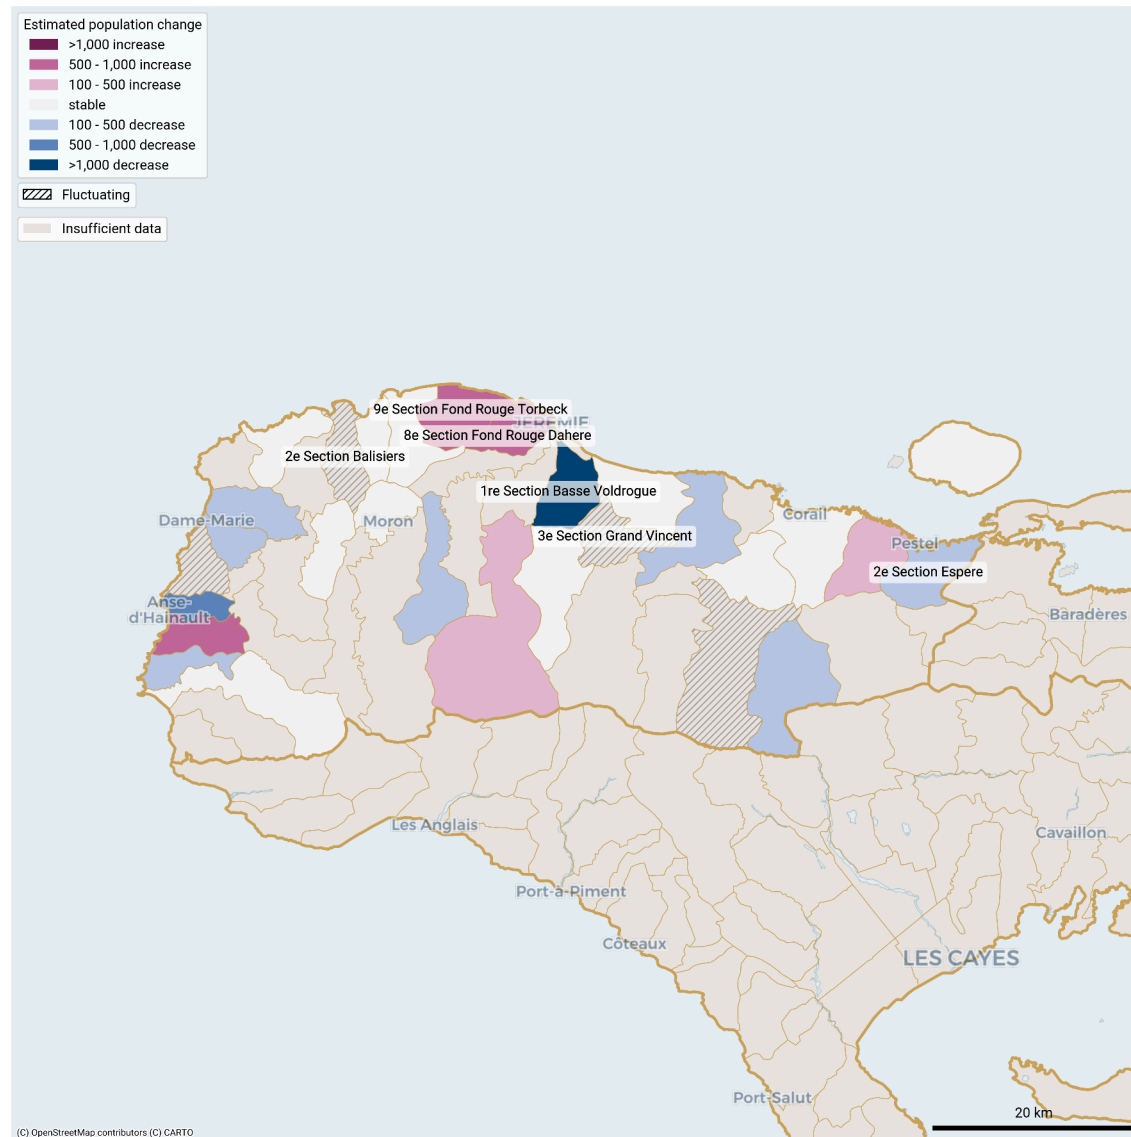 Estimated population change
>1,000 increase
500 - 1,000 increase
100 - 500 increase
stable
100 - 500 decrease
500 - 1,000 decrease
>1,000 decrease
Fluctuating
Insufficient data
9e Section Fond Rouge Torbeck
JÉRÉMIE
8e Section Fond Rouge Dahere
2e Section Balisiers
1re Section Basse Voldrogue
Dame-Marie
Moron
Corail
3e Section Grand Vincent
Pestel
2e Section Espere
Anse-
d'Hainault
Baradères
Les Anglais
Cavaillon
Port-à-Piment
Côteaux
LES CAYES
Port-Salut
20 km
(C) OpenStreetMap contributors (C) CARTO